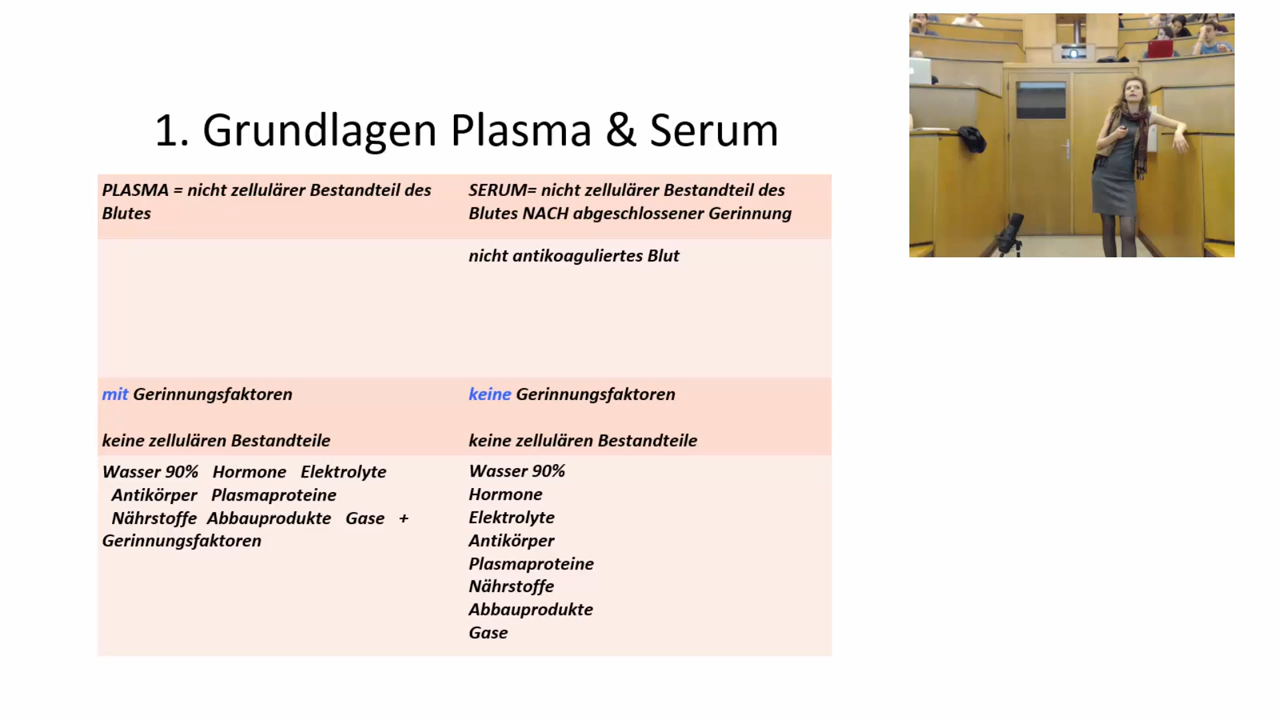 1. Grundlagen Plasma & Serum
PLASMA = nicht zellulärer Bestandteil des
Blutes
SERUM= nicht zellulärer Bestandteil des
Blutes NACH abgeschlossener Gerinnung
nicht antikoaguliertes Blut
mit Gerinnungsfaktoren
keine zellulären Bestandteile
keine Gerinnungsfaktoren
keine zellulären Bestandteile
Wasser 90% Hormone Elektrolyte
Antikörper Plasmaproteine
Nährstoffe Abbauprodukte Gase +
Gerinnungsfaktoren
Wasser 90%
Hormone
Elektrolyte
Antikörper
Plasmaproteine
Nährstoffe
Abbauprodukte
Gase